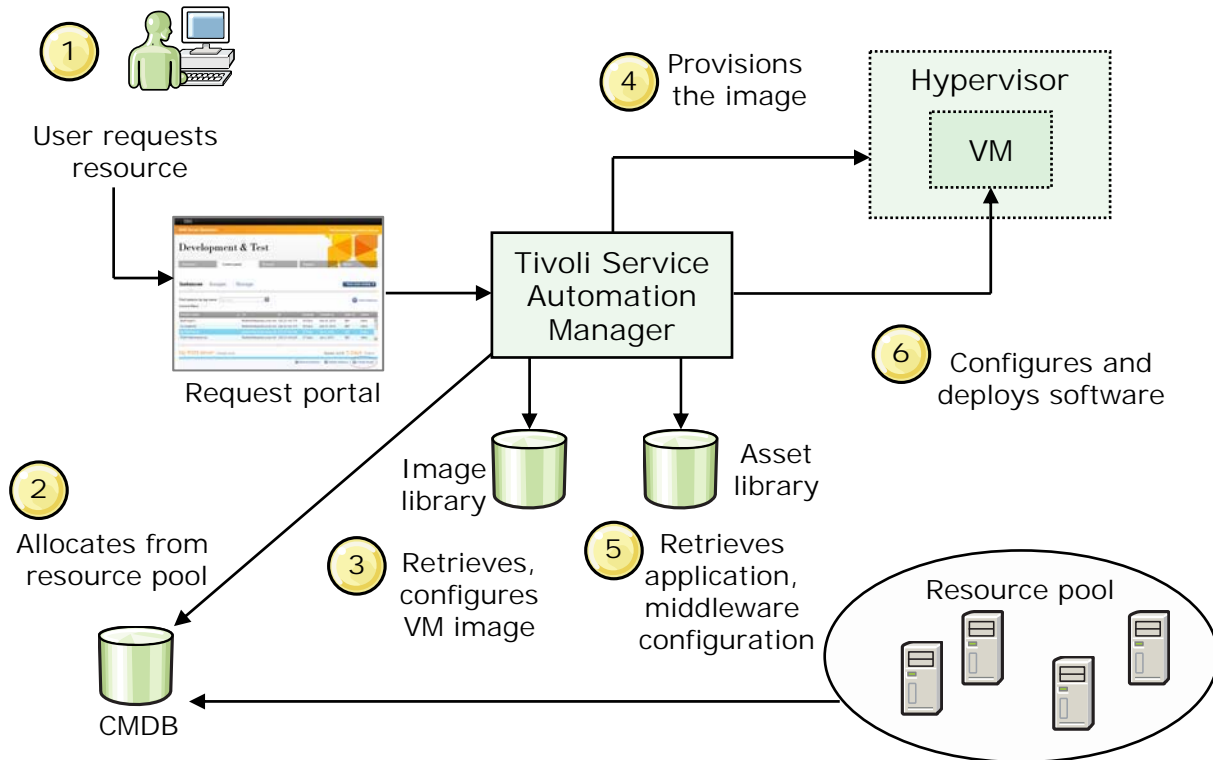 1
User requests
resource
Development & Test
Request portal
2
Allocates from
resource pool
CMDB
Tivoli Service
Automation
Manager
Image
library
3
Retrieves,
configures
VM image
4
Provisions
the image
Hypervisor
VM
Asset
library
5
Retrieves
application,
middleware
configuration
6
Configures and
deploys software
Resource pool